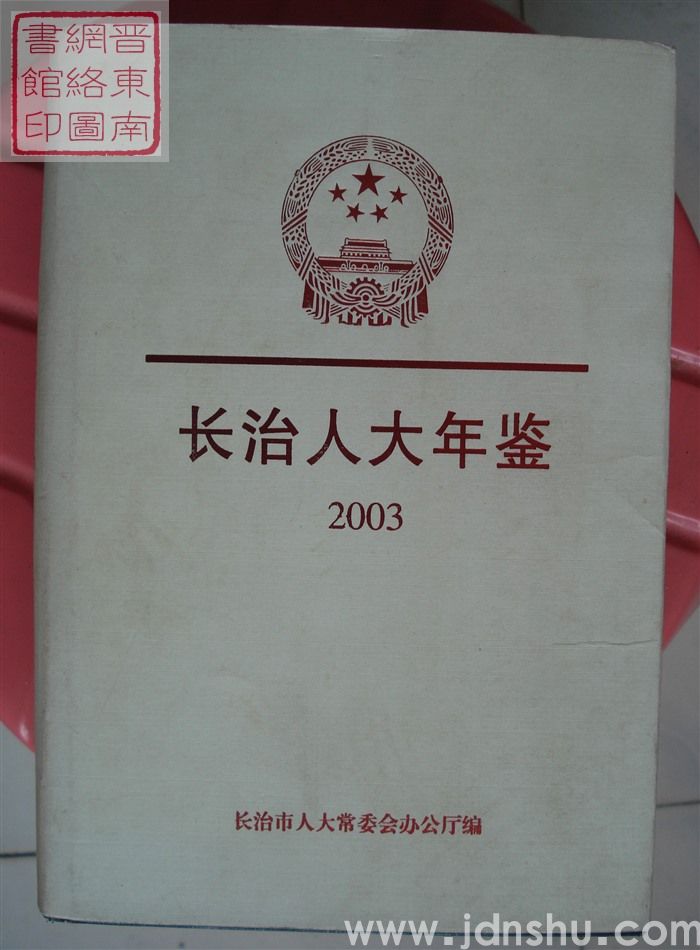 晋東南
網絡圖
書館印
长治人大年鉴
2003
长治市人大常委会办公厅编
www.jdnshu.com